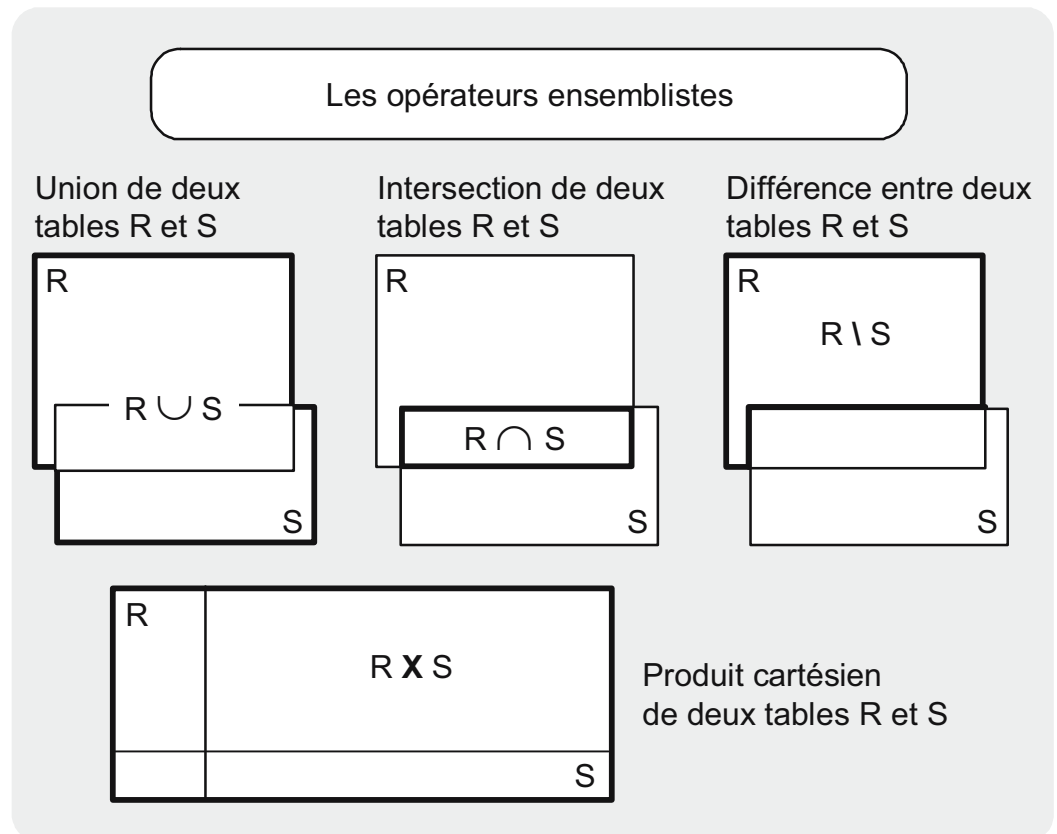 Les opérateurs ensemblistes
Union de deux
tables R et S
R
R ∪ S
S
Intersection de deux
tables R et S
R
R ∩ S
S
Différence entre deux
tables R et S
R
R \ S
S
R
R X S
S
Produit cartésien
de deux tables R et S